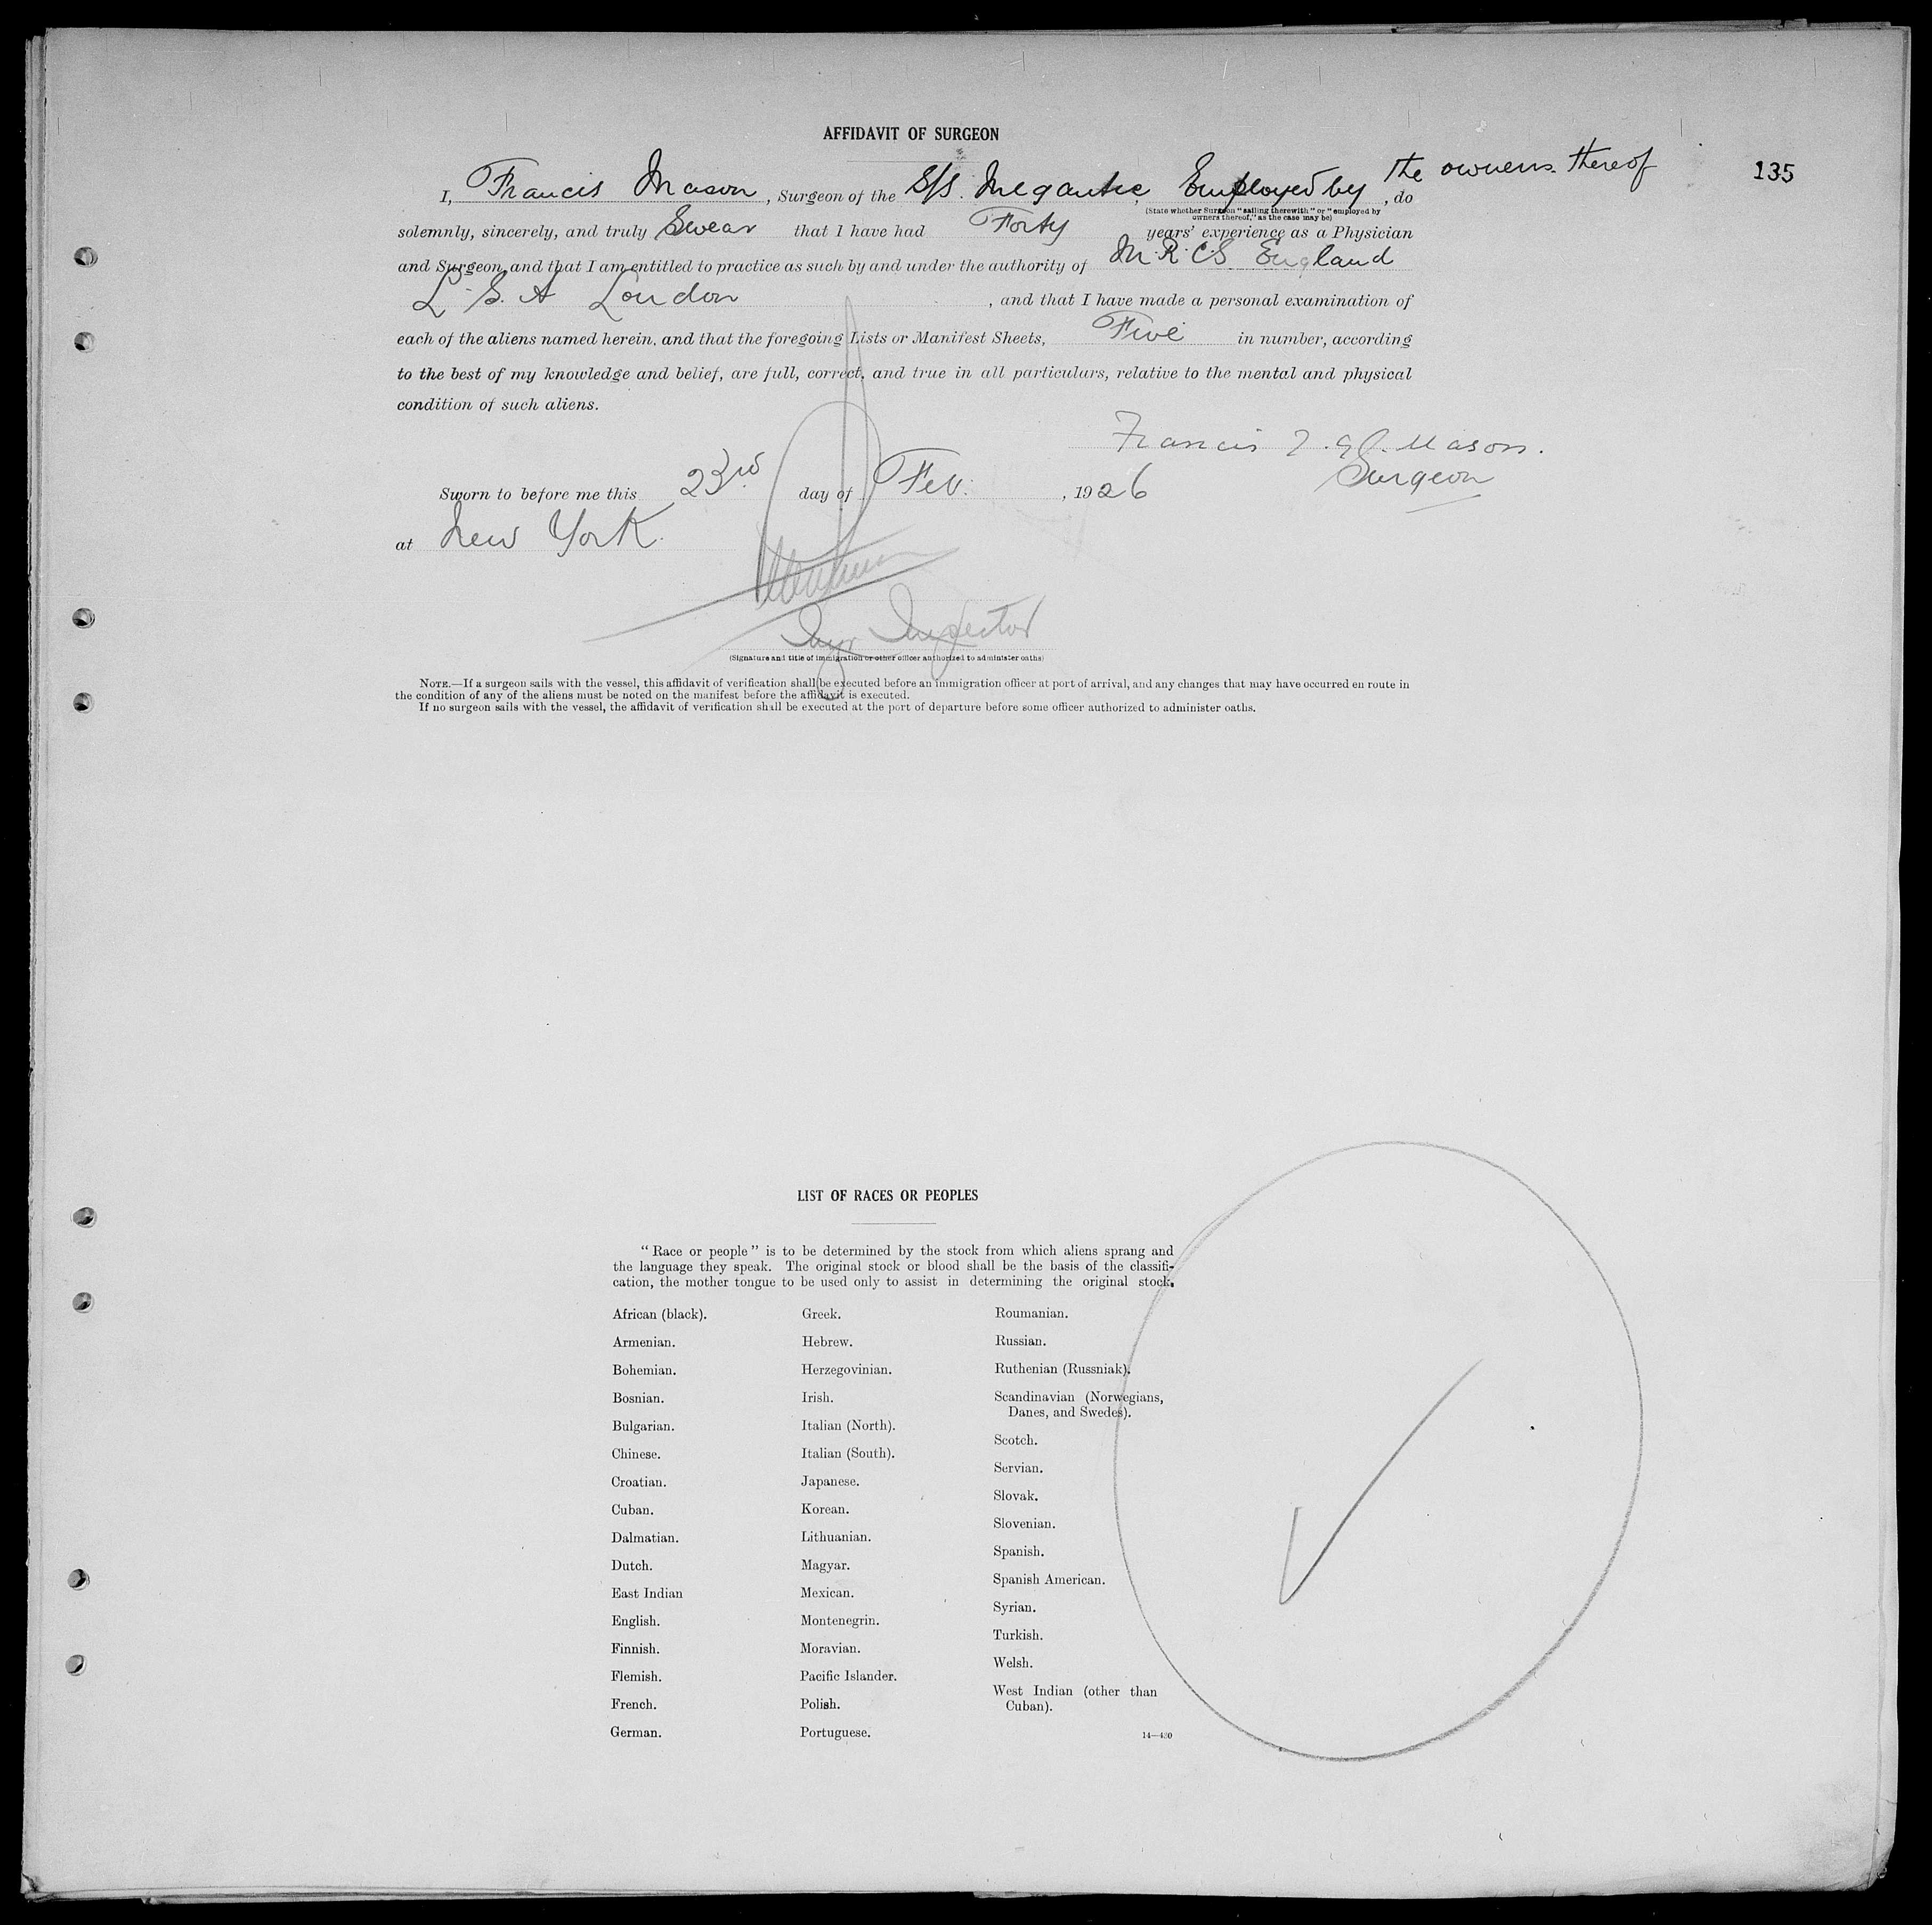 AFFIDAVIT OF SURGEON
135
I, Francis Mason, Surgeon of the S/S. Megantic, Employed by the owners thereof, do
(State whether Surgeon "sailing therewith" or "employed by
owners thereof," as the case may be)
solemnly, sincerely, and truly Swear that I have had Forty years' experience as a Physician
and Surgeon and that I am entitled to practice as such by and under the authority of M.R.C.S. England
L.S.A London, and that I have made a personal examination of
each of the aliens named herein, and that the foregoing Lists or Manifest Sheets, Five in number, according
to the best of my knowledge and belief, are full, correct, and true in all particulars, relative to the mental and physical
condition of such aliens.
Francis Mason.
Surgeon
Sworn to before me this 23rd day of Feb., 1926
at New York.
Inspector
(Signature and title of immigration or other officer authorized to administer oaths)
NOTE.—If a surgeon sails with the vessel, this affidavit of verification shall be executed before an immigration officer at port of arrival, and any changes that may have occurred en route in
the condition of any of the aliens must be noted on the manifest before the affidavit is executed.
If no surgeon sails with the vessel, the affidavit of verification shall be executed at the port of departure before some officer authorized to administer oaths.
LIST OF RACES OR PEOPLES
"Race or people" is to be determined by the stock from which aliens sprang and
the language they speak. The original stock or blood shall be the basis of the classifi-
cation, the mother tongue to be used only to assist in determining the original stock.
African (black).
Armenian.
Bohemian.
Bosnian.
Bulgarian.
Chinese.
Croatian.
Cuban.
Dalmatian.
Dutch.
East Indian
English.
Finnish.
Flemish.
French.
German.
Greek.
Hebrew.
Herzegovinian.
Irish.
Italian (North).
Italian (South).
Japanese.
Korean.
Lithuanian.
Magyar.
Mexican.
Montenegrin.
Moravian.
Pacific Islander.
Polish.
Portuguese.
Roumanian.
Russian.
Ruthenian (Russniak).
Scandinavian (Norwegians,
Danes, and Swedes).
Scotch.
Servian.
Slovak.
Slovenian.
Spanish.
Spanish American.
Syrian.
Turkish.
Welsh.
West Indian (other than
Cuban).
14—430